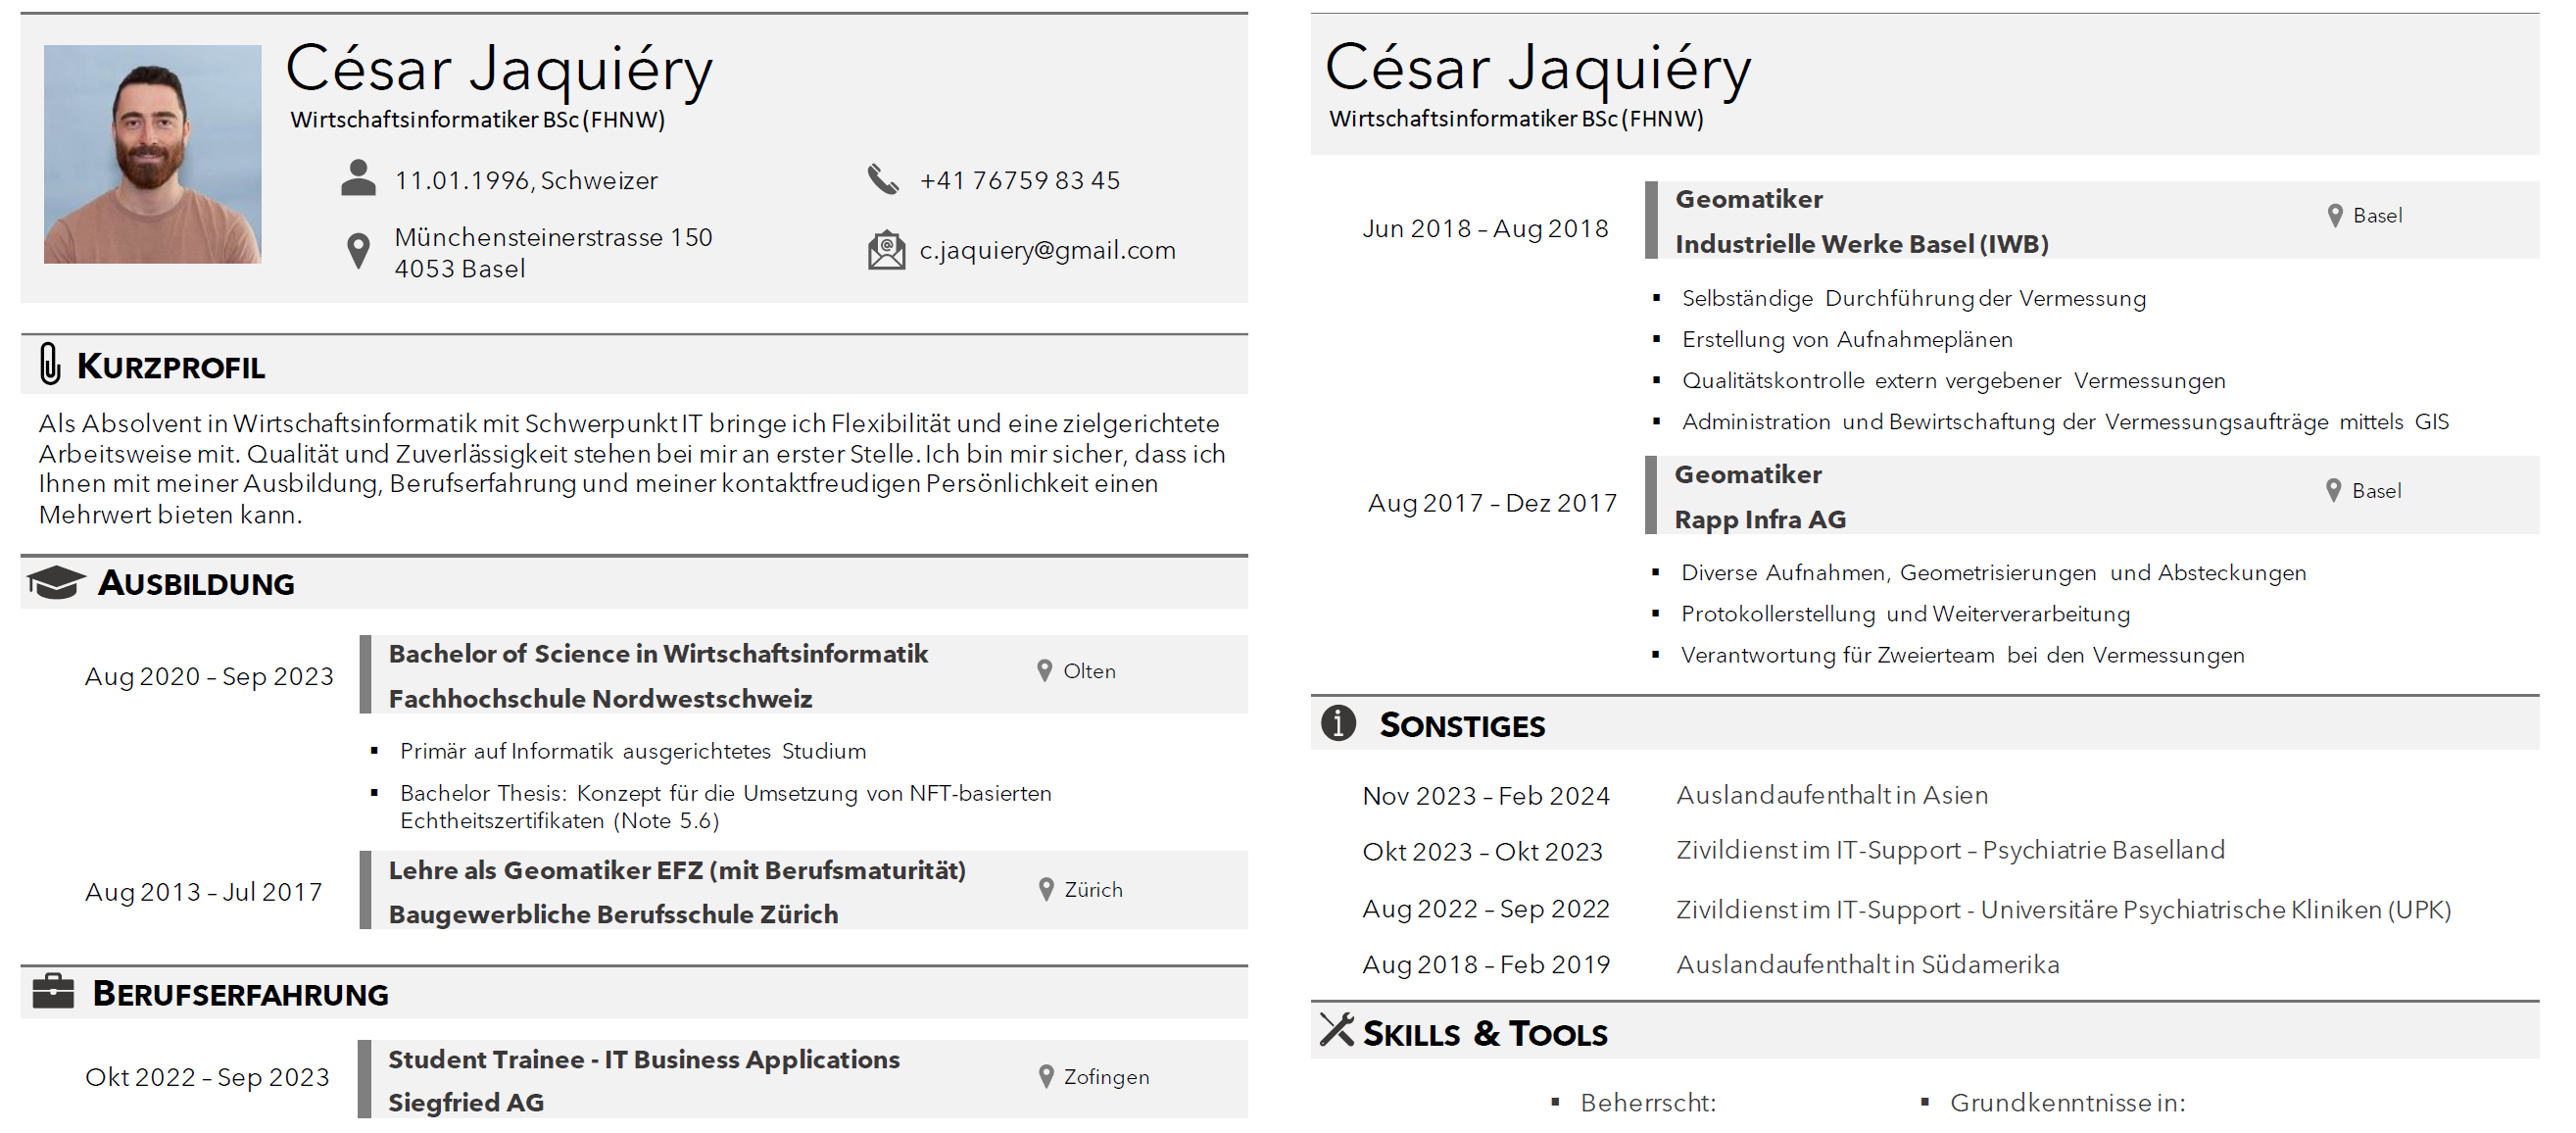 César Jaquiéry
Wirtschaftsinformatiker BSc (FHNW)
11.01.1996, Schweizer
+41 76759 83 45
Münchensteinerstrasse 150
4053 Basel
c.jaquiery@gmail.com
KURZPROFIL
Als Absolvent in Wirtschaftsinformatik mit Schwerpunkt IT bringe ich Flexibilität und eine zielgerichtete
Arbeitsweise mit. Qualität und Zuverlässigkeit stehen bei mir an erster Stelle. Ich bin mir sicher, dass ich
Ihnen mit meiner Ausbildung, Berufserfahrung und meiner kontaktfreudigen Persönlichkeit einen
Mehrwert bieten kann.
AUSBILDUNG
Aug 2020 – Sep 2023
Bachelor of Science in Wirtschaftsinformatik
Fachhochschule Nordwestschweiz
Olten
▪ Primär auf Informatik ausgerichtetes Studium
▪ Bachelor Thesis: Konzept für die Umsetzung von NFT-basierten
Echtheitszertifikaten (Note 5.6)
Aug 2013 – Jul 2017
Lehre als Geomatiker EFZ (mit Berufsmaturität)
Baugewerbliche Berufsschule Zürich
Zürich
BERUFSERFAHRUNG
Okt 2022 – Sep 2023
Student Trainee - IT Business Applications
Siegfried AG
Zofingen
César Jaquiéry
Wirtschaftsinformatiker BSc (FHNW)
Jun 2018 – Aug 2018
Geomatiker
Industrielle Werke Basel (IWB)
Basel
▪ Selbständige Durchführung der Vermessung
▪ Erstellung von Aufnahmeplänen
▪ Qualitätskontrolle extern vergebener Vermessungen
▪ Administration und Bewirtschaftung der Vermessungsaufträge mittels GIS
Aug 2017 – Dez 2017
Geomatiker
Rapp Infra AG
Basel
▪ Diverse Aufnahmen, Geometrisierungen und Absteckungen
▪ Protokollerstellung und Weiterverarbeitung
▪ Verantwortung für Zweierteam bei den Vermessungen
SONSTIGES
Nov 2023 – Feb 2024 Auslandaufenthalt in Asien
Okt 2023 – Okt 2023 Zivildienst im IT-Support – Psychiatrie Baselland
Aug 2022 – Sep 2022 Zivildienst im IT-Support - Universitäre Psychiatrische Kliniken (UPK)
Aug 2018 – Feb 2019 Auslandaufenthalt in Südamerika
SKILLS & TOOLS
▪ Beherrscht:
▪ Grundkenntnisse in: